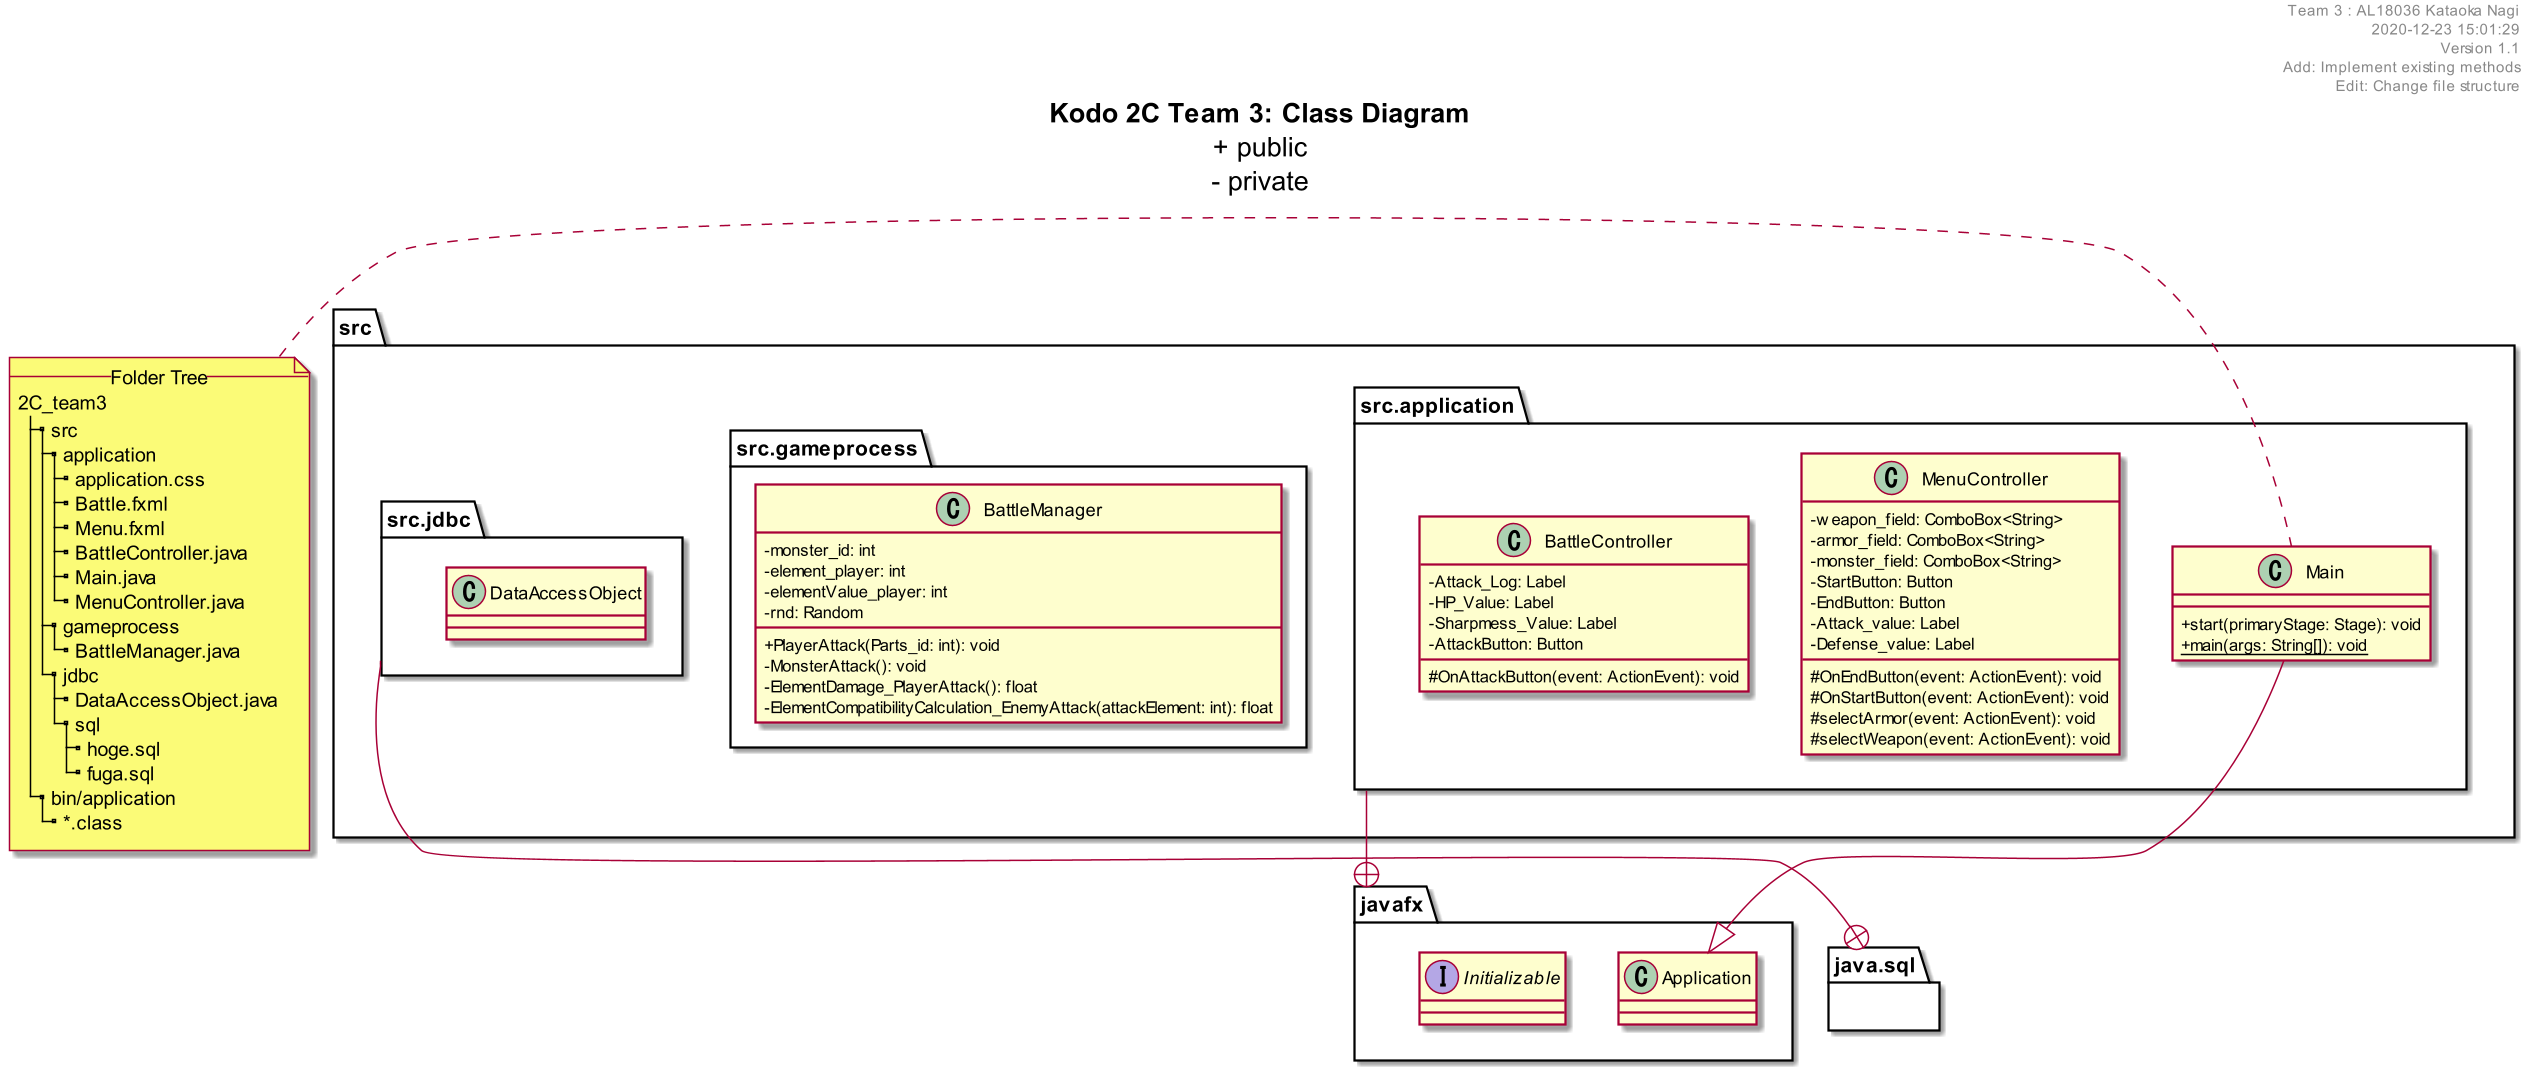 Team 3 : AL18036 Kataoka Nagi
2020-12-23 15:01:29
Version 1.1
Add: Implement existing methods
Edit: Change file structure
Kodo 2C Team 3: Class Diagram
+ public
- private
Folder Tree
2C_team3
src
application
application.css
Battle.fxml
Menu.fxml
BattleController.java
Main.java
MenuController.java
gameprocess
BattleManager.java
jdbc
DataAccessObject.java
sql
hoge.sql
fuga.sql
bin/application
*.class
src
src.jdbc
C DataAccessObject
src.gameprocess
C BattleManager
-monster_id: int
-element_player: int
-elementValue_player: int
-rnd: Random
+PlayerAttack(Parts_id: int): void
-MonsterAttack(): void
-ElementDamage_PlayerAttack(): float
-ElementCompatibilityCalculation_EnemyAttack(attackElement: int): float
src.application
C BattleController
-Attack_Log: Label
-HP_Value: Label
-Sharpmess_Value: Label
-AttackButton: Button
#OnAttackButton(event: ActionEvent): void
C MenuController
-weapon_field: ComboBox<String>
-armor_field: ComboBox<String>
-monster_field: ComboBox<String>
-StartButton: Button
-EndButton: Button
-Attack_value: Label
-Defense_value: Label
#OnEndButton(event: ActionEvent): void
#OnStartButton(event: ActionEvent): void
#selectArmor(event: ActionEvent): void
#selectWeapon(event: ActionEvent): void
C Main
+start(primaryStage: Stage): void
+main(args: String[]): void
javafx
I Initializable
C Application
java.sql